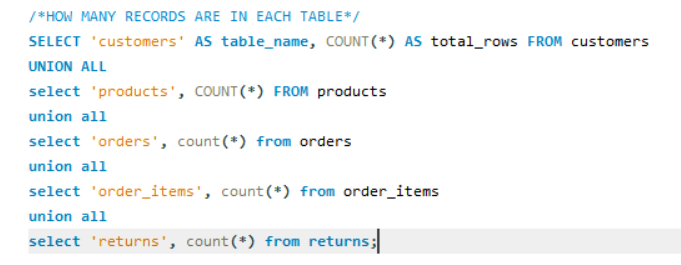 /*HOW MANY RECORDS ARE IN EACH TABLE*/
SELECT 'customers' AS table_name, COUNT(*) AS total_rows FROM customers
UNION ALL
select 'products', COUNT(*) FROM products
union all
select 'orders', count(*) from orders
union all
select 'order_items', count(*) from order_items
union all
select 'returns', count(*) from returns;